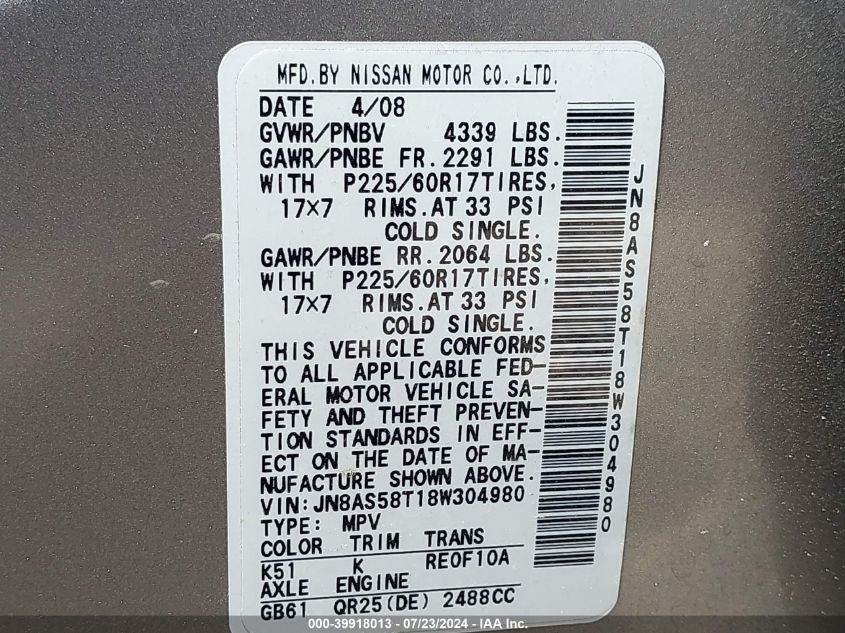 MFD.BY NISSAN MOTOR CO.,LTD.
DATE 4/08
GVWR/PNBV 4339 LBS.
GAWR/PNBE FR.2291 LBS.
WITH P225/60R17TIRES,
17×7 RIMS.AT 33 PSI
COLD SINGLE.
GAWR/PNBE RR.2064 LBS.
WITH P225/60R17TIRES,
17×7 RIMS.AT 33 PSI
COLD SINGLE.
THIS VEHICLE CONFORMS
TO ALL APPLICABLE FED-
ERAL MOTOR VEHICLE SA-
FETY AND THEFT PREVEN-
TION STANDARDS IN EFF-
ECT ON THE DATE OF MA-
NUFACTURE SHOWN ABOVE.
VIN:JN8AS58T18W304980
TYPE: MPV
COLOR TRIM TRANS
K51 K RE0F10A
AXLE ENGINE
GB61 QR25(DE) 2488CC
JN8AS58T18W304980
000-39918013 - 07/23/2024 - IAA Inc.